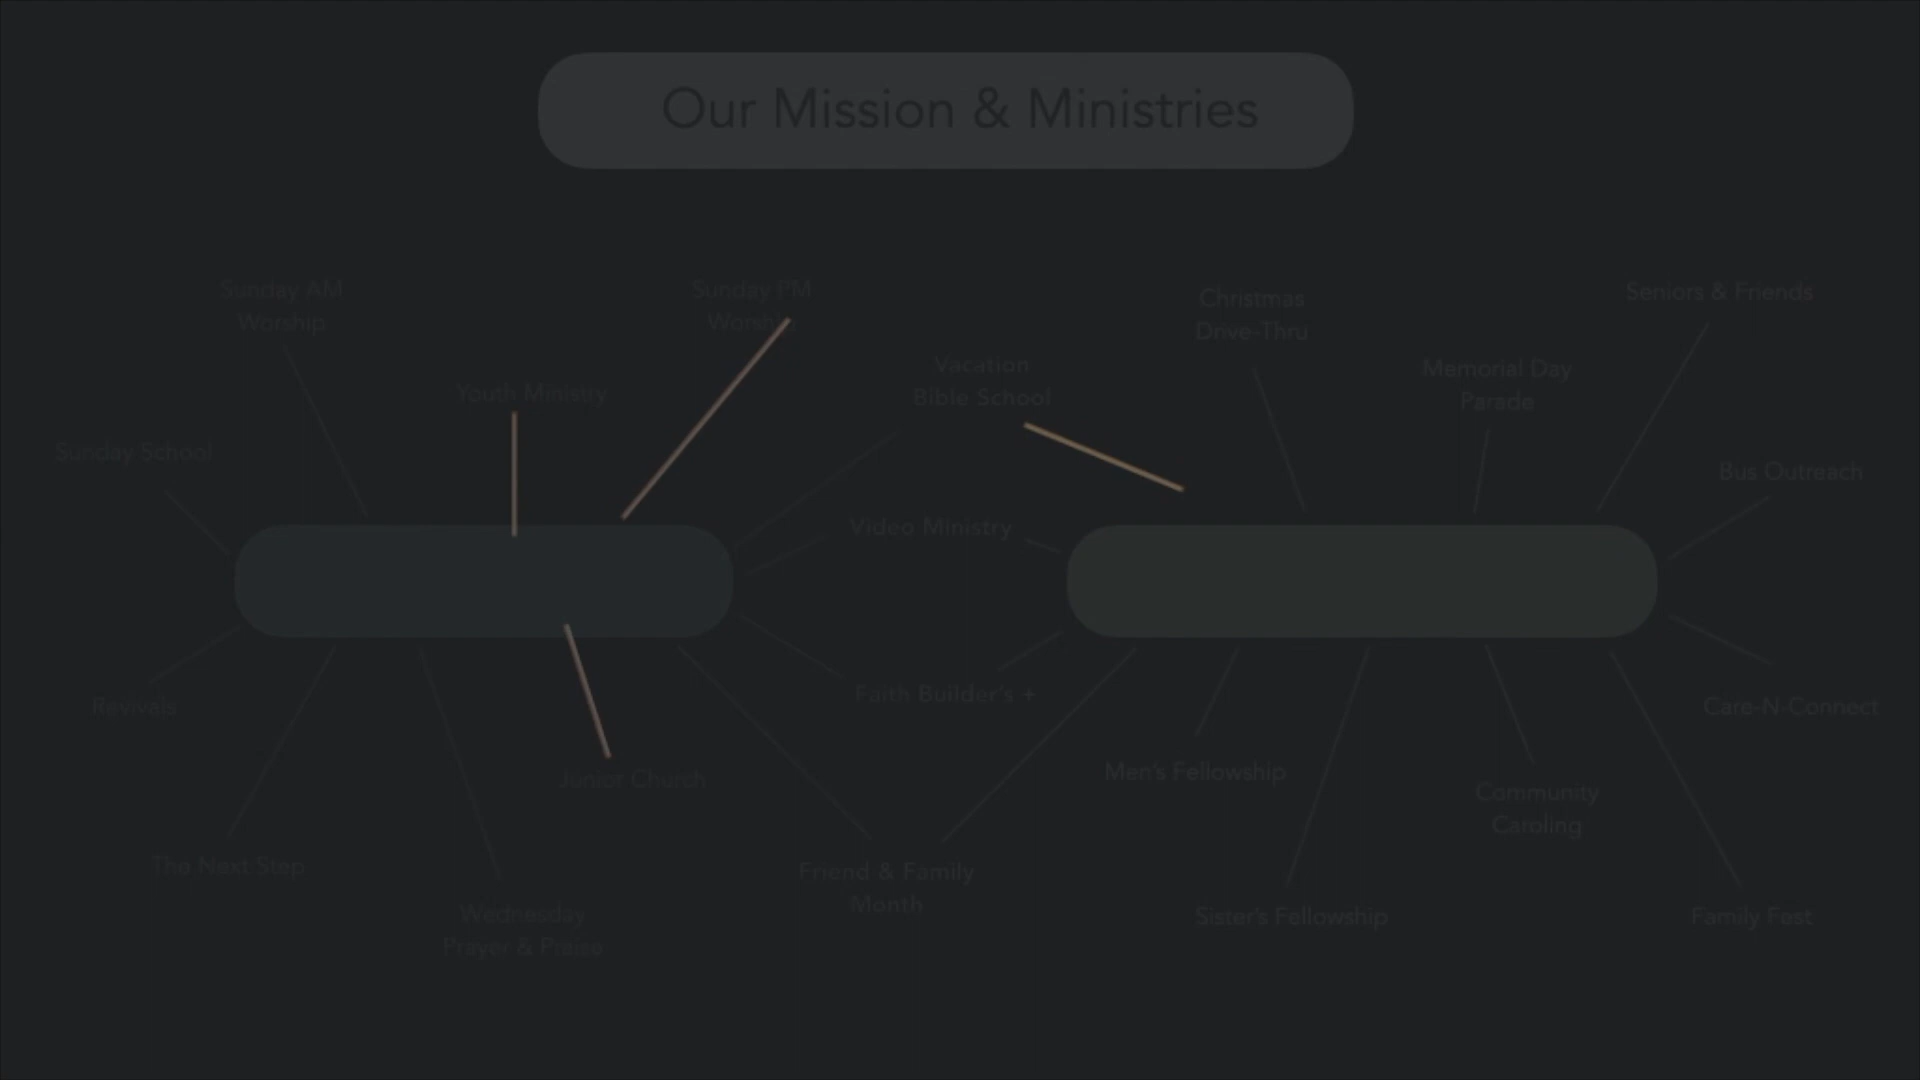 Our Mission & Ministries
Sunday AM
Worship
Sunday PM
Worship
Christmas
Drive-Thru
Seniors & Friends
Youth Ministry
Vacation
Bible School
Memorial Day
Parade
Sunday School
Bus Outreach
Video Ministry
Revivals
Faith Builder's +
Care-N-Connect
Junior Church
Men's Fellowship
Community
Caroling
The Next Step
Friend & Family
Month
Wednesday
Prayer & Praise
Sister's Fellowship
Family Fest